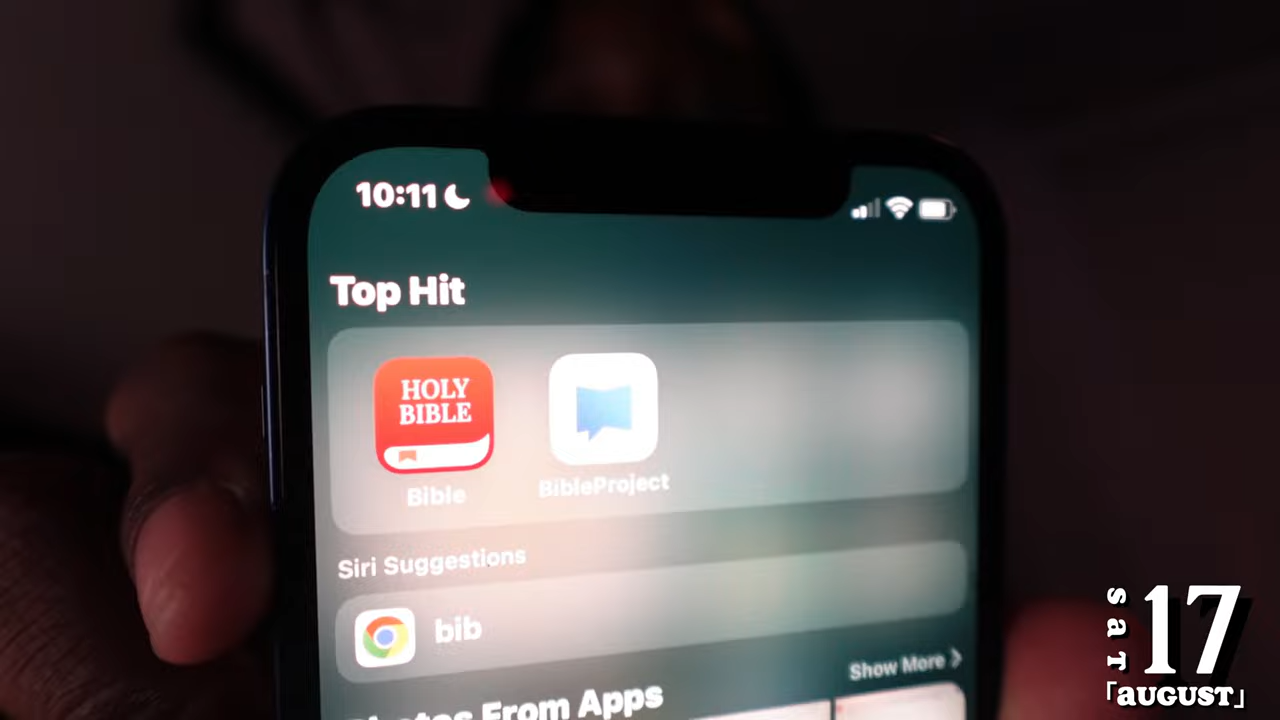 10:11
Top Hit
HOLY
BIBLE
Bible
BibleProject
Siri Suggestions
bib
Show More
Photos From Apps
saT
17
「AUGUST」